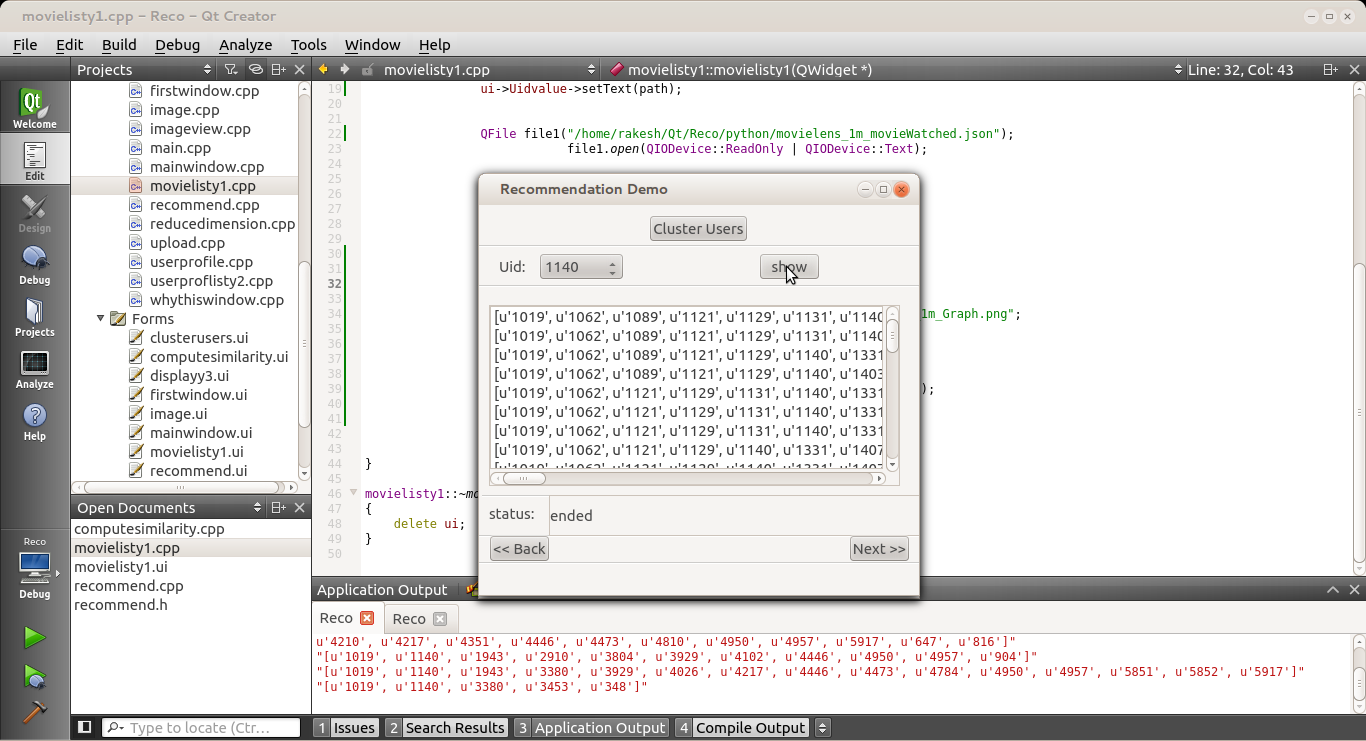 movielisty1.cpp – Reco – Qt Creator
File Edit Build Debug Analyze Tools Window Help
Projects
movielisty1.cpp
movielisty1::movielisty1(QWidget *)
Line: 32, Col: 43
Qt
Welcome
Edit
Design
Debug
Projects
Analyze
Help
Reco
Debug
firstwindow.cpp
image.cpp
imageview.cpp
main.cpp
mainwindow.cpp
movielisty1.cpp
recommend.cpp
reducedimension.cpp
upload.cpp
userprofile.cpp
userproflisty2.cpp
whythiswindow.cpp
Forms
clusterusers.ui
computesimilarity.ui
displayy3.ui
firstwindow.ui
image.ui
mainwindow.ui
movielisty1.ui
recommend.ui
Open Documents
computesimilarity.cpp
movielisty1.cpp
movielisty1.ui
recommend.cpp
recommend.h
19 ui->Uidvalue->setText(path);
20
21
22 QFile file1("/home/rakesh/Qt/Reco/python/movielens_1m_movieWatched.json");
23 file1.open(QIODevice::ReadOnly | QIODevice::Text);
24
25
26
27
28
29
30
31
32
33
34 1m_Graph.png";
35
36
37
38
39 );
40
41
42
43
44 }
45
46 movielisty1::~mo
47 {
48 delete ui;
49 }
50
Recommendation Demo
Cluster Users
Uid: 1140 show
[u'1019', u'1062', u'1089', u'1121', u'1129', u'1131', u'1140
[u'1019', u'1062', u'1089', u'1121', u'1129', u'1131', u'1140
[u'1019', u'1062', u'1089', u'1121', u'1129', u'1140', u'1331
[u'1019', u'1062', u'1089', u'1121', u'1129', u'1140', u'1403
[u'1019', u'1062', u'1121', u'1129', u'1131', u'1140', u'1331
[u'1019', u'1062', u'1121', u'1129', u'1131', u'1140', u'1331
[u'1019', u'1062', u'1121', u'1129', u'1131', u'1140', u'1331
[u'1019', u'1062', u'1121', u'1129', u'1140', u'1331', u'1407
[u'1019', u'1062', u'1121', u'1129', u'1140', u'1331', u'1407
status: ended
<< Back Next >>
Application Output
Reco Reco
u'4210', u'4217', u'4351', u'4446', u'4473', u'4810', u'4950', u'4957', u'5917', u'647', u'816']"
"[u'1019', u'1140', u'1943', u'2910', u'3804', u'3929', u'4102', u'4446', u'4950', u'4957', u'904']"
"[u'1019', u'1140', u'1943', u'3380', u'3929', u'4026', u'4217', u'4446', u'4473', u'4784', u'4950', u'4957', u'5851', u'5852', u'5917']"
"[u'1019', u'1140', u'3380', u'3453', u'348']"
Type to locate (Ctr...
1 Issues 2 Search Results 3 Application Output 4 Compile Output